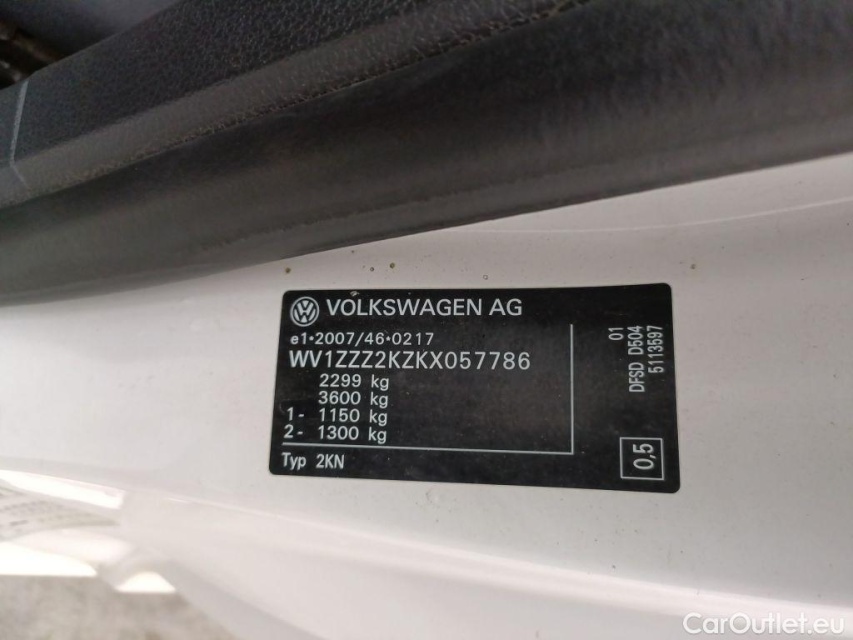 VOLKSWAGEN AG
e1•2007/46•0217
WV1ZZZ2KZKX057786
2299 kg
3600 kg
1- 1150 kg
2- 1300 kg
Typ 2KN
01
DFSD D504
5113597
0,5
CarOutlet.eu